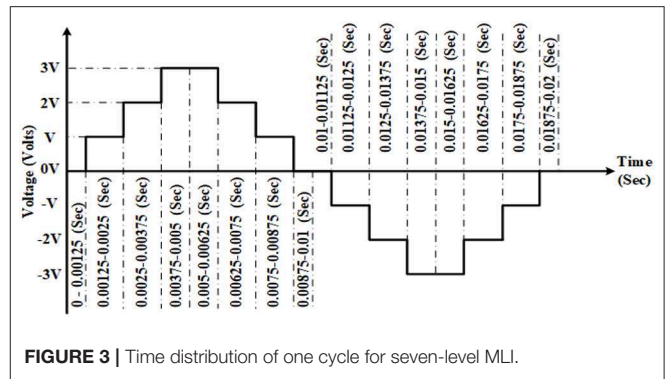 3V
2V
V
0V
-V
-2V
-3V
Voltage (Volts)
0 - 0.00125 (Sec)
0.00125-0.0025 (Sec)
0.0025-0.00375 (Sec)
0.00375-0.005 (Sec)
0.005-0.00625 (Sec)
0.00625-0.0075 (Sec)
0.0075-0.00875 (Sec)
0.00875-0.01 (Sec)
0.01-0.01125 (Sec)
0.01125-0.0125 (Sec)
0.0125-0.01375 (Sec)
0.01375-0.015 (Sec)
0.015-0.01625 (Sec)
0.01625-0.0175 (Sec)
0.0175-0.01875 (Sec)
0.01875-0.02 (Sec)
Time
(Sec)
FIGURE 3 | Time distribution of one cycle for seven-level MLI.